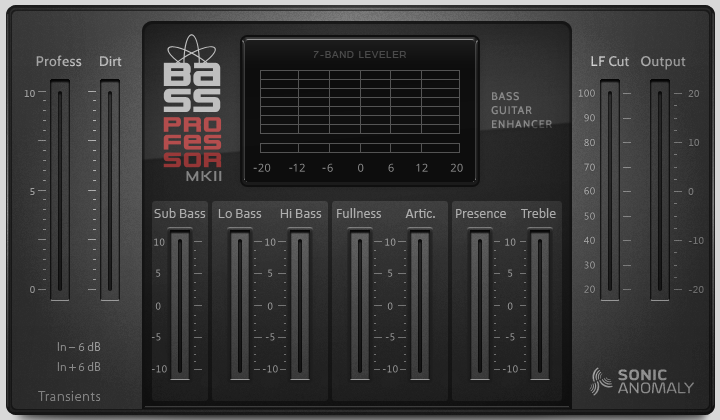 Profess Dirt
10
5
0
In – 6 dB
In + 6 dB
Transients
BaSS
PROFeSSOR
MKII
7-BAND LEVELER
-20 -12 -6 0 6 12 20
BASS
GUITAR
ENHANCER
Sub Bass Lo Bass Hi Bass Fullness Artic. Presence Treble
10 10 10 10
5 5 5 5
0 0 0 0
-5 -5 -5 -5
-10 -10 -10 -10
LF Cut Output
100 20
90
80 10
70
60 0
50
40 -10
30
20 -20
SONIC
ANOMALY